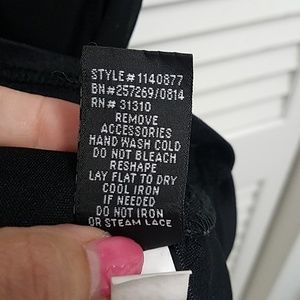 STYLE# 1140877
BN#257269/0814
RN# 31310
REMOVE
ACCESSORIES
HAND WASH COLD
DO NOT BLEACH
RESHAPE
LAY FLAT TO DRY
COOL IRON
IF NEEDED
DO NOT IRON
OR STEAM LACE